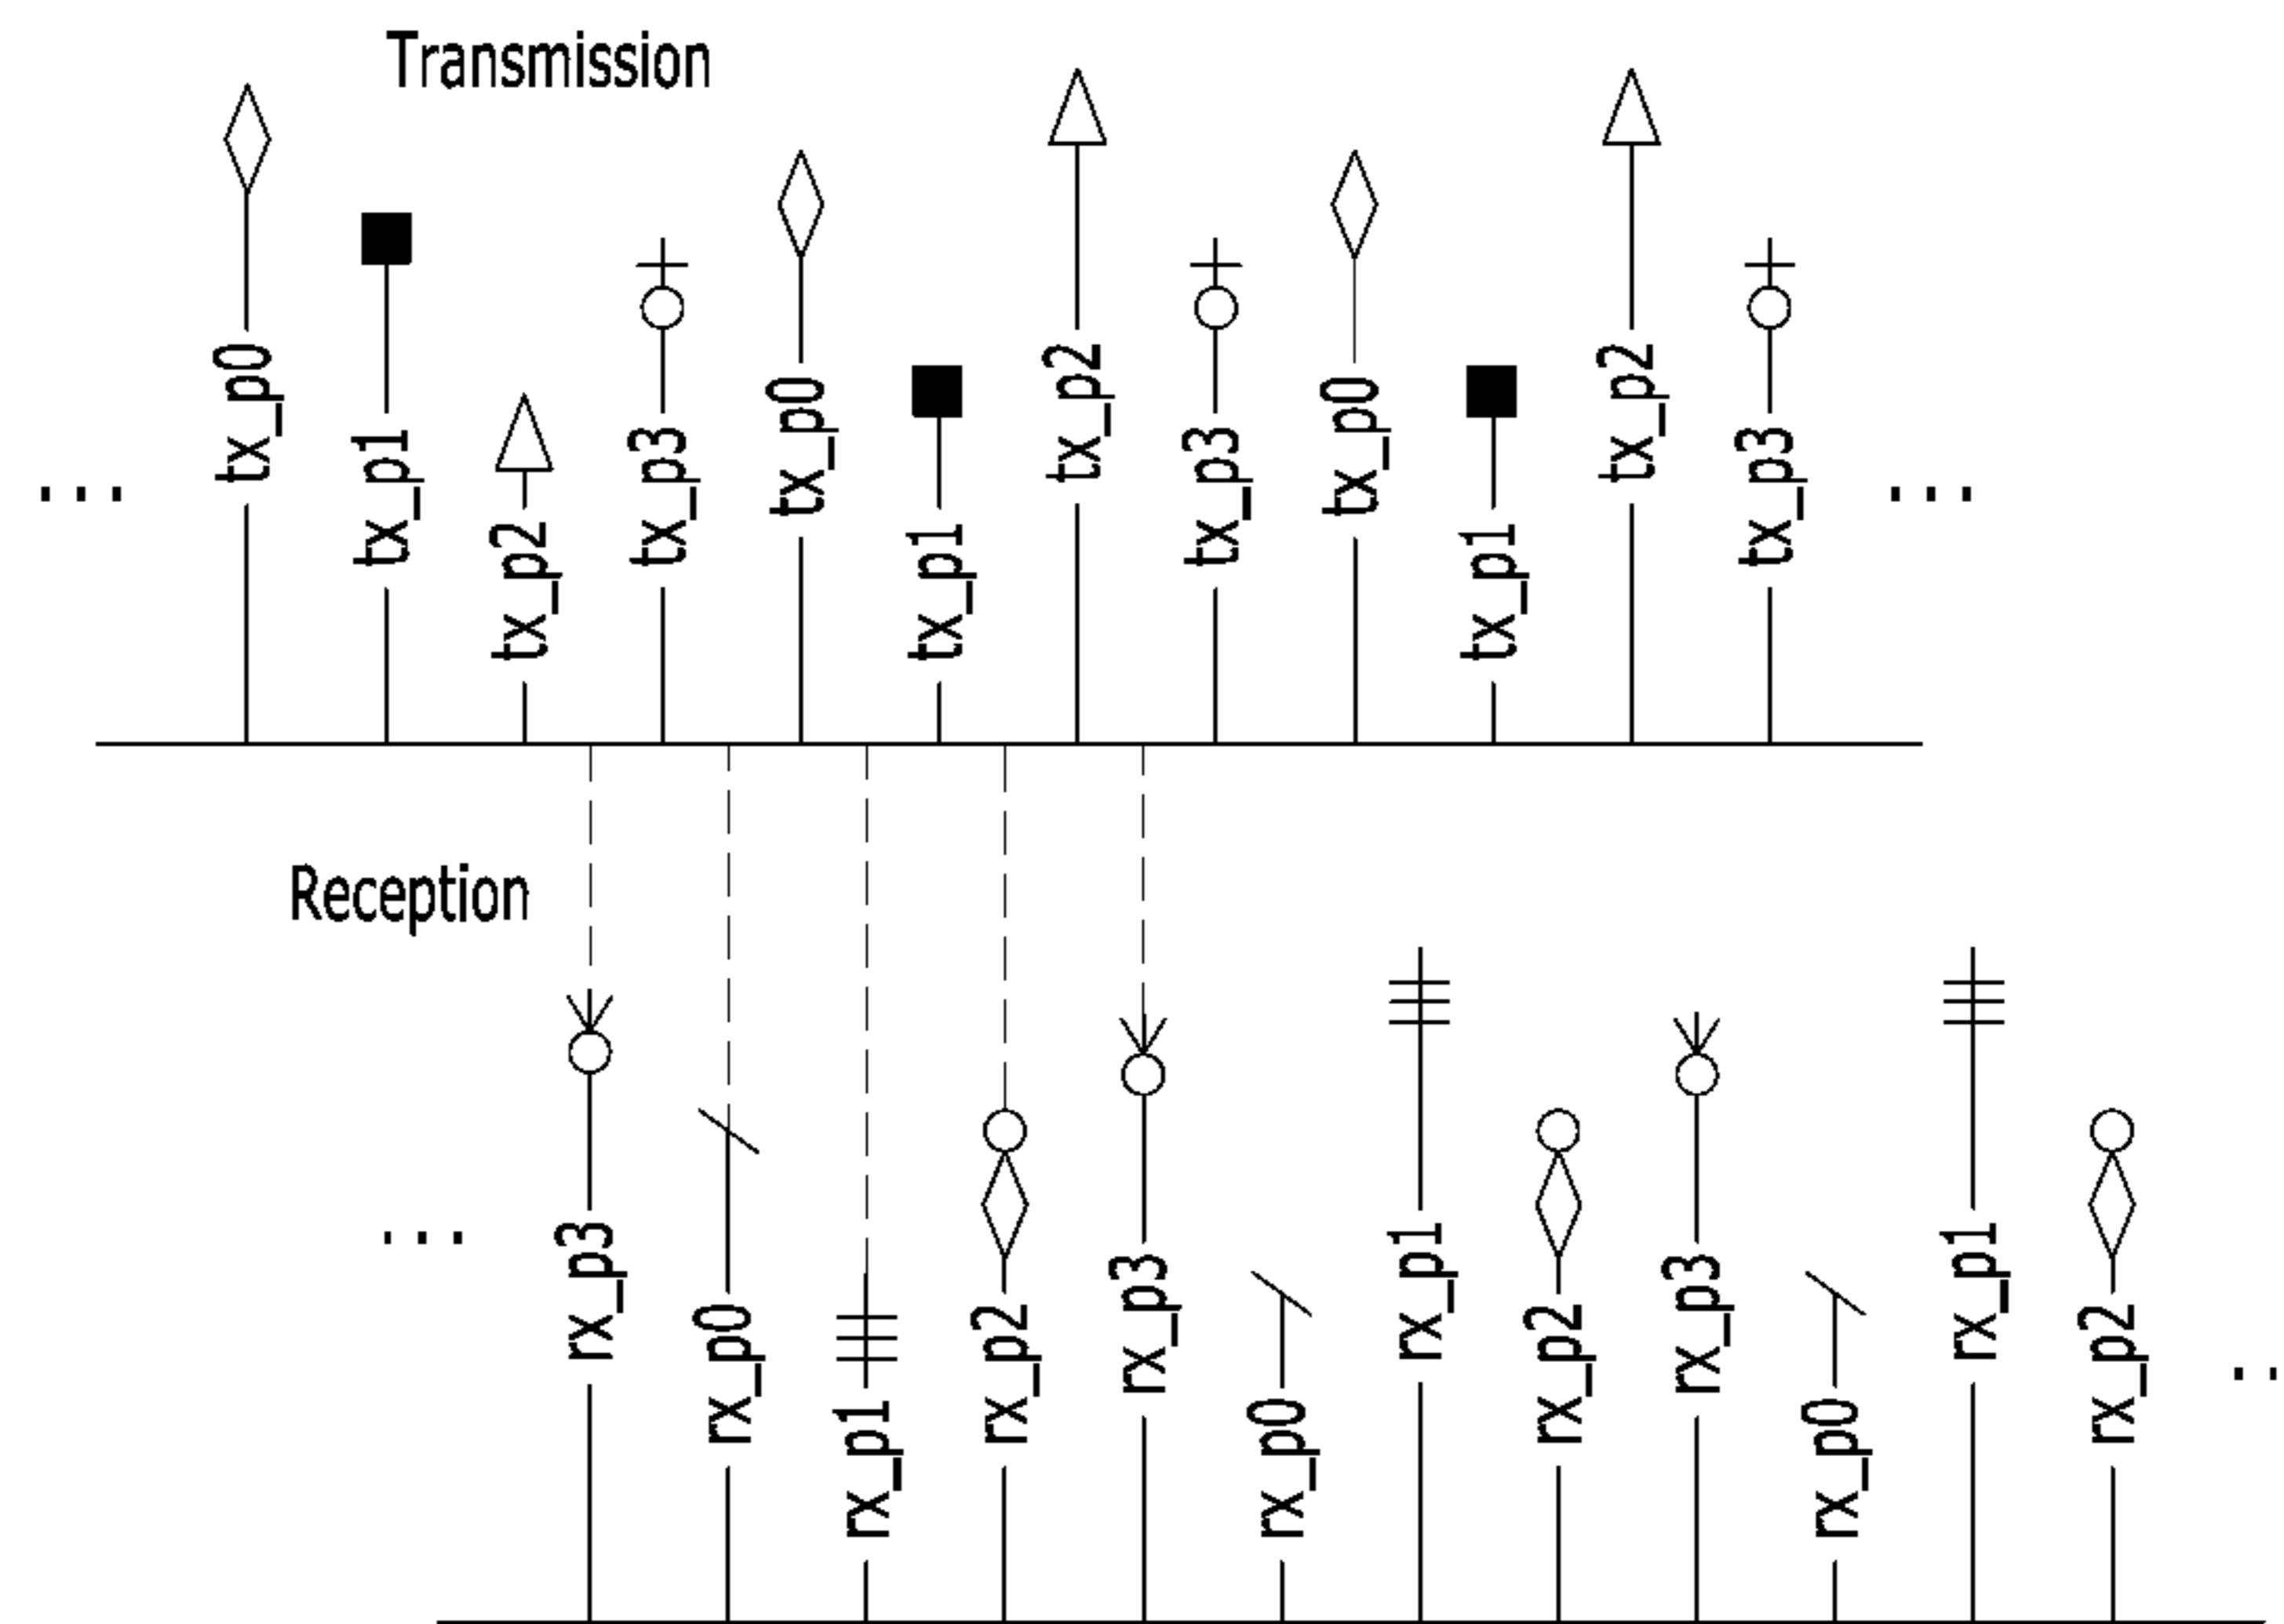 Transmission
tx_p0
tx_p1
tx_p2
tx_p3
tx_p0
tx_p1
tx_p2
tx_p3
tx_p0
tx_p1
tx_p2
tx_p3
...
...
Reception
rx_p3
rx_p0
rx_p1
rx_p2
rx_p3
rx_p0
rx_p1
rx_p2
rx_p3
rx_p0
rx_p1
rx_p2
...
..